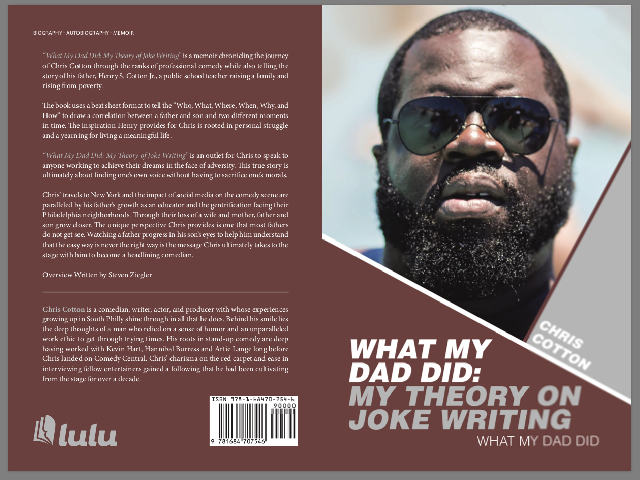 BIOGRAPHY · AUTOBIOGRAPHY · MEMOIR
"What My Dad Did: My Theory of Joke Writing" is a memoir chronicling the journey
of Chris Cotton through the ranks of professional comedy while also telling the
story of his father, Henry S. Cotton Jr., a public school teacher raising a family and
rising from poverty.
The book uses a beat sheet format to tell the "Who, What, Where, When, Why, and
How" to draw a correlation between a father and son and two different moments
in time. The inspiration Henry provides for Chris is rooted in personal struggle
and a yearning for living a meaningful life.
"What My Dad Did: My Theory of Joke Writing" is an outlet for Chris to speak to
anyone working to achieve their dreams in the face of adversity. This true story is
ultimately about finding one's own voice without having to sacrifice one's morals.
Chris' travels to New York and the impact of social media on the comedy scene are
paralleled by his father's growth as an educator and the gentrification facing their
Philadelphia neighborhoods. Through their loss of a wife and mother, father and
son grow closer. The unique perspective Chris provides is one that most fathers
do not get see. Watching a father progress in his son's eyes to help him understand
that the easy way is never the right way is the message Chris ultimately takes to the
stage with him to become a headlining comedian.
Overview Written by Steven Ziegler
Chris Cotton is a comedian, writer, actor, and producer with whose experiences
growing up in South Philly shine through in all that he does. Behind his smile lies
the deep thoughts of a man who relied on a sense of humor and an unparalleled
work ethic to get through trying times. His roots in stand-up comedy are deep
having worked with Kevin Hart, Hannibal Burress and Artie Lange long before
Chris landed on Comedy Central. Chris' charisma on the red carpet and ease in
interviewing fellow entertainers gained a following that he had been cultivating
from the stage for over a decade.
lulu
ISBN 978-1-68470-754-6
90000
9 781684 707546
CHRIS
COTTON
WHAT MY
DAD DID:
MY THEORY ON
JOKE WRITING
WHAT MY DAD DID